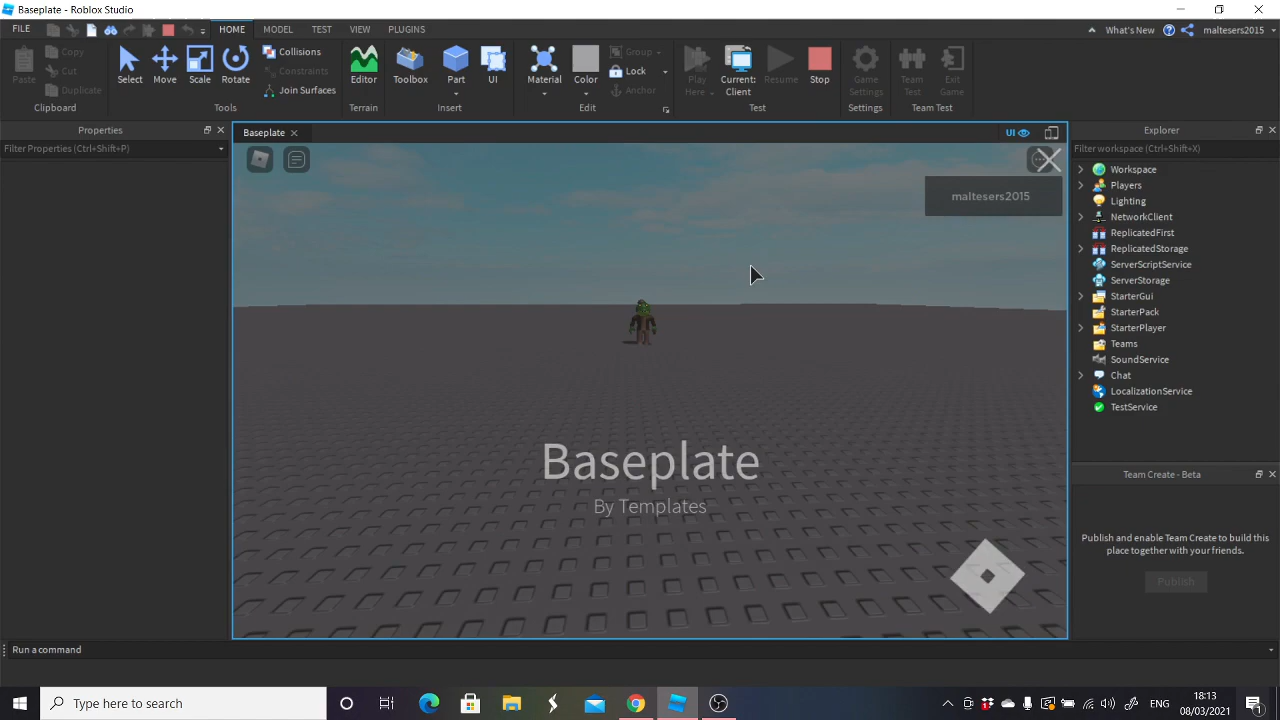 Baseplate - Roblox Studio
FILE HOME MODEL TEST VIEW PLUGINS What's New maltesers2015
Paste Copy Cut Duplicate
Select Move Scale Rotate Collisions Constraints Join Surfaces
Editor Toolbox Part UI Material Color Group Lock Anchor
Play Here Current: Client Resume Stop Game Settings Team Test Exit Game
Clipboard Tools Terrain Insert Edit Test Settings Team Test
Properties
Filter Properties (Ctrl+Shift+P)
Baseplate UI
maltesers2015
Baseplate
By Templates
Explorer
Filter workspace (Ctrl+Shift+X)
Workspace
Players
Lighting
NetworkClient
ReplicatedFirst
ReplicatedStorage
ServerScriptService
ServerStorage
StarterGui
StarterPack
StarterPlayer
Teams
SoundService
Chat
LocalizationService
TestService
Team Create - Beta
Publish and enable Team Create to build this
place together with your friends.
Publish
Run a command
Type here to search
ENG
18:13
08/03/2021
1